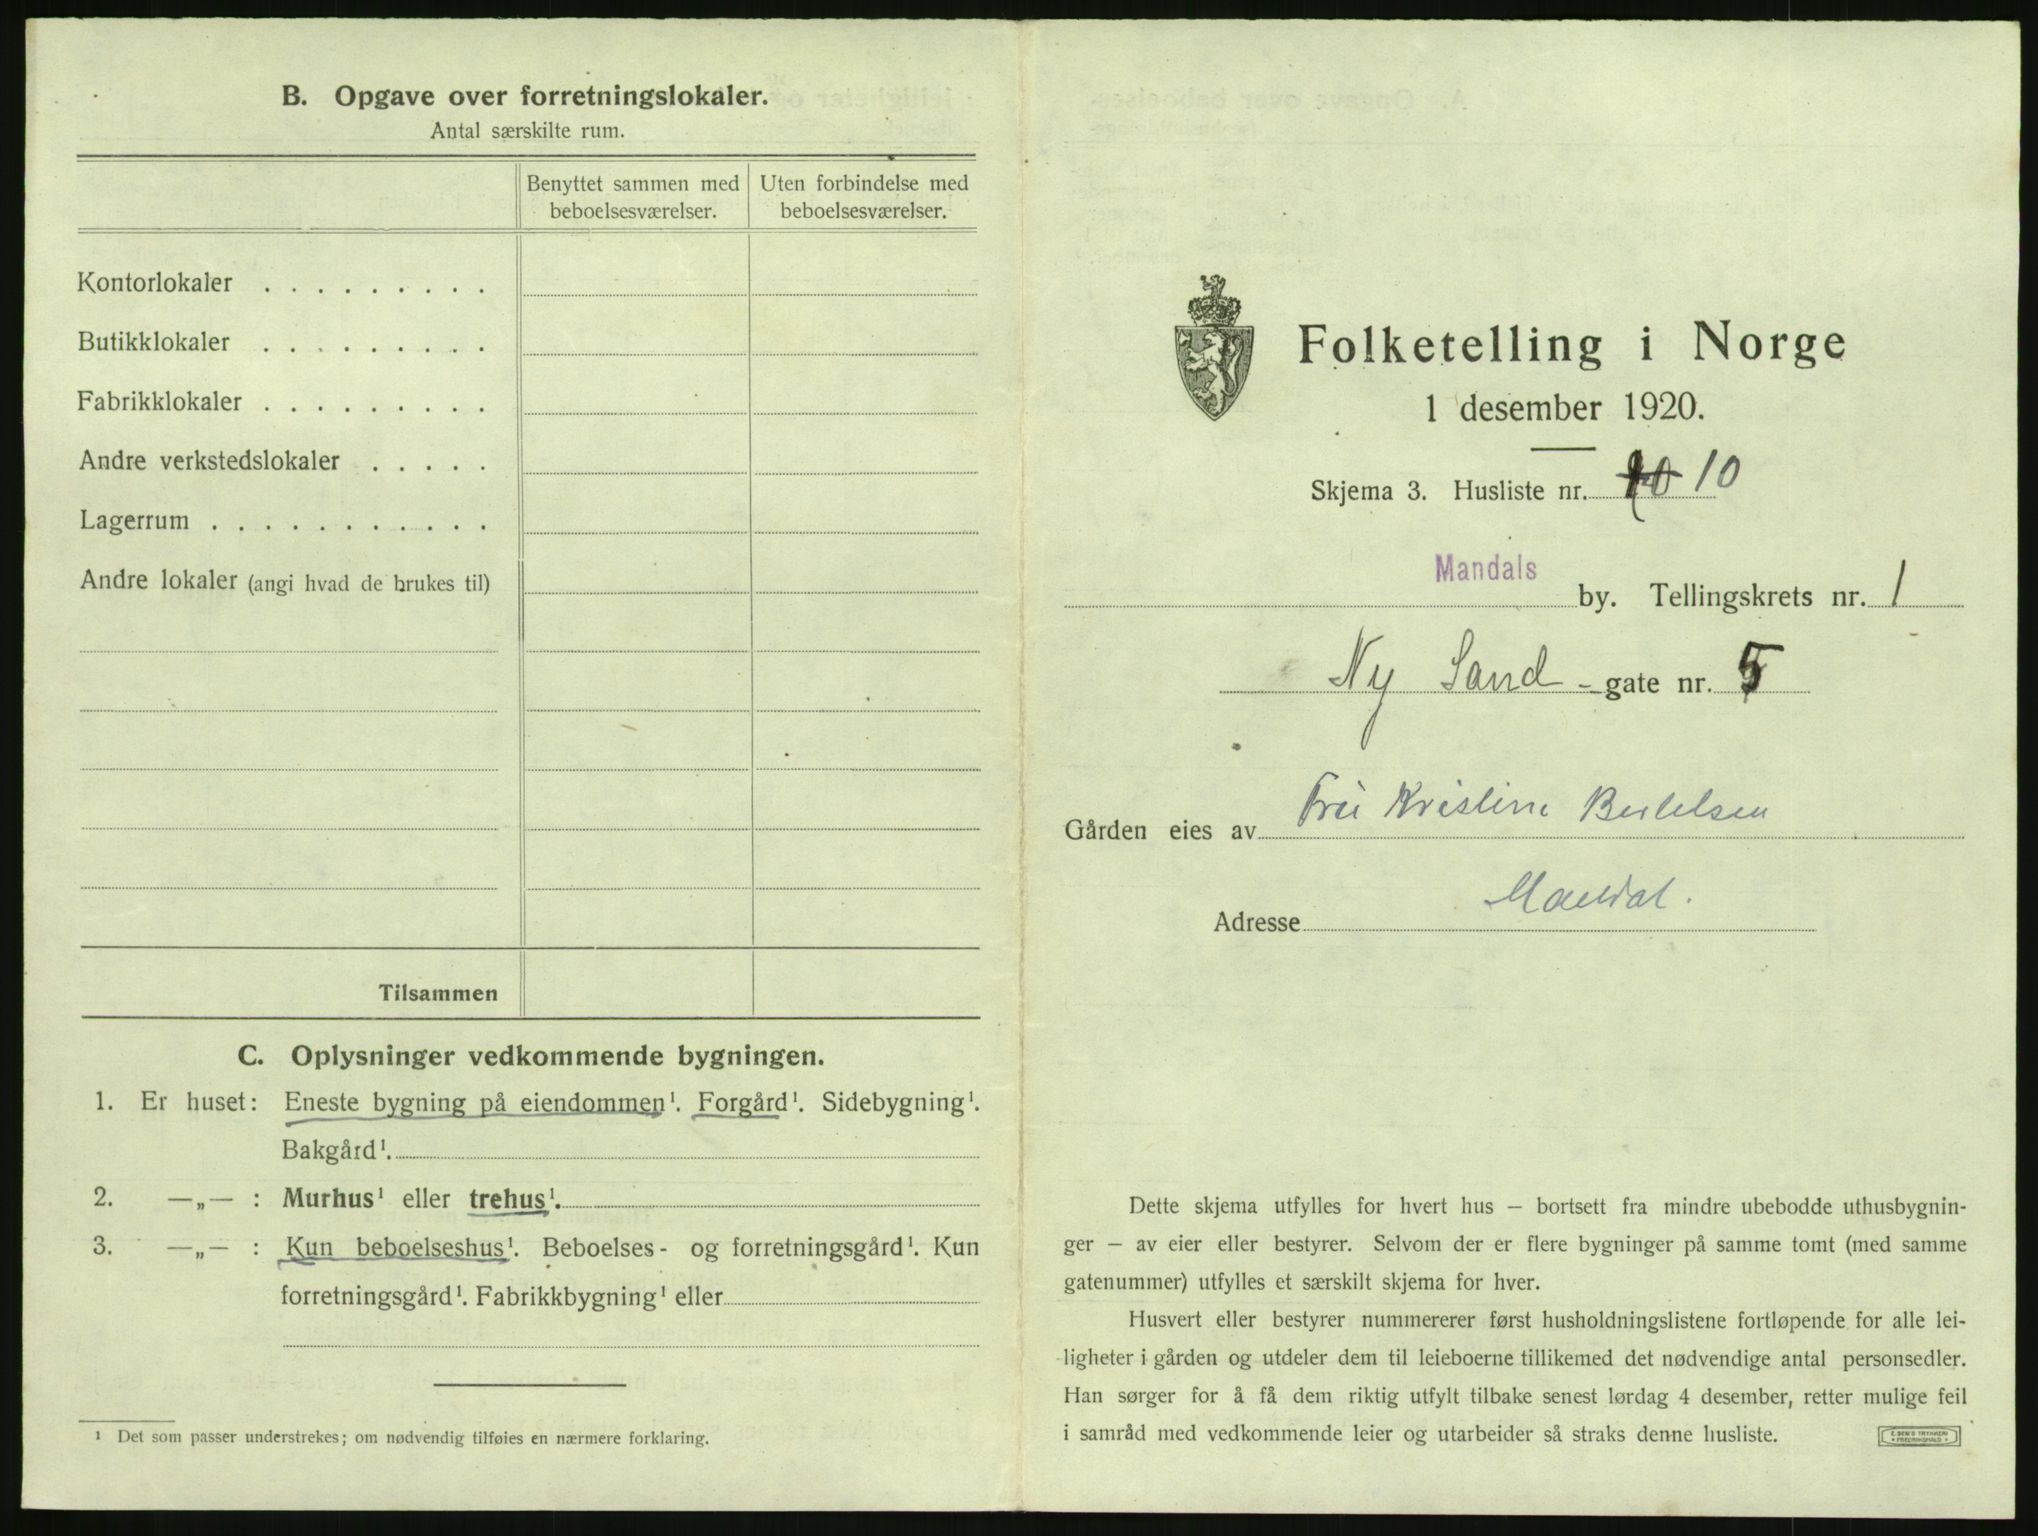 B. Opgave over forretningslokaler.
Antal særskilte rum.
Benyttet sammen med beboelsesværelser.
Uten forbindelse med beboelsesværelser.
Kontorlokaler . . . . . . . . .
Butikklokaler . . . . . . . . .
Fabrikklokaler . . . . . . . . .
Andre verkstedslokaler . . . . .
Lagerrum . . . . . . . . . . . .
Andre lokaler (angi hvad de brukes til)
Tilsammen
C. Oplysninger vedkommende bygningen.
1. Er huset: Eneste bygning på eiendommen¹. Forgård¹. Sidebygning¹.
Bakgård¹.
2. —„— : Murhus¹ eller trehus¹.
3. —„— : Kun beboelseshus¹. Beboelses- og forretningsgård¹. Kun
forretningsgård¹. Fabrikkbygning¹ eller
¹ Det som passer understrekes; om nødvendig tilføies en nærmere forklaring.
Folketelling i Norge
1 desember 1920.
Skjema 3. Husliste nr. 10
Mandals by. Tellingskrets nr. 1
Ny Sand - gate nr. 5
Gården eies av Fru Kristine Bertelsen
Adresse Mandal.
Dette skjema utfylles for hvert hus – bortsett fra mindre ubebodde uthusbygnin-
ger – av eier eller bestyrer. Selvom der er flere bygninger på samme tomt (med samme
gatenummer) utfylles et særskilt skjema for hver.
Husvert eller bestyrer nummererer først husholdningslistene fortløpende for alle lei-
ligheter i gården og utdeler dem til leieboerne tillikemed det nødvendige antal personsedler.
Han sørger for å få dem riktig utfylt tilbake senest lørdag 4 desember, retter mulige feil
i samråd med vedkommende leier og utarbeider så straks denne husliste.